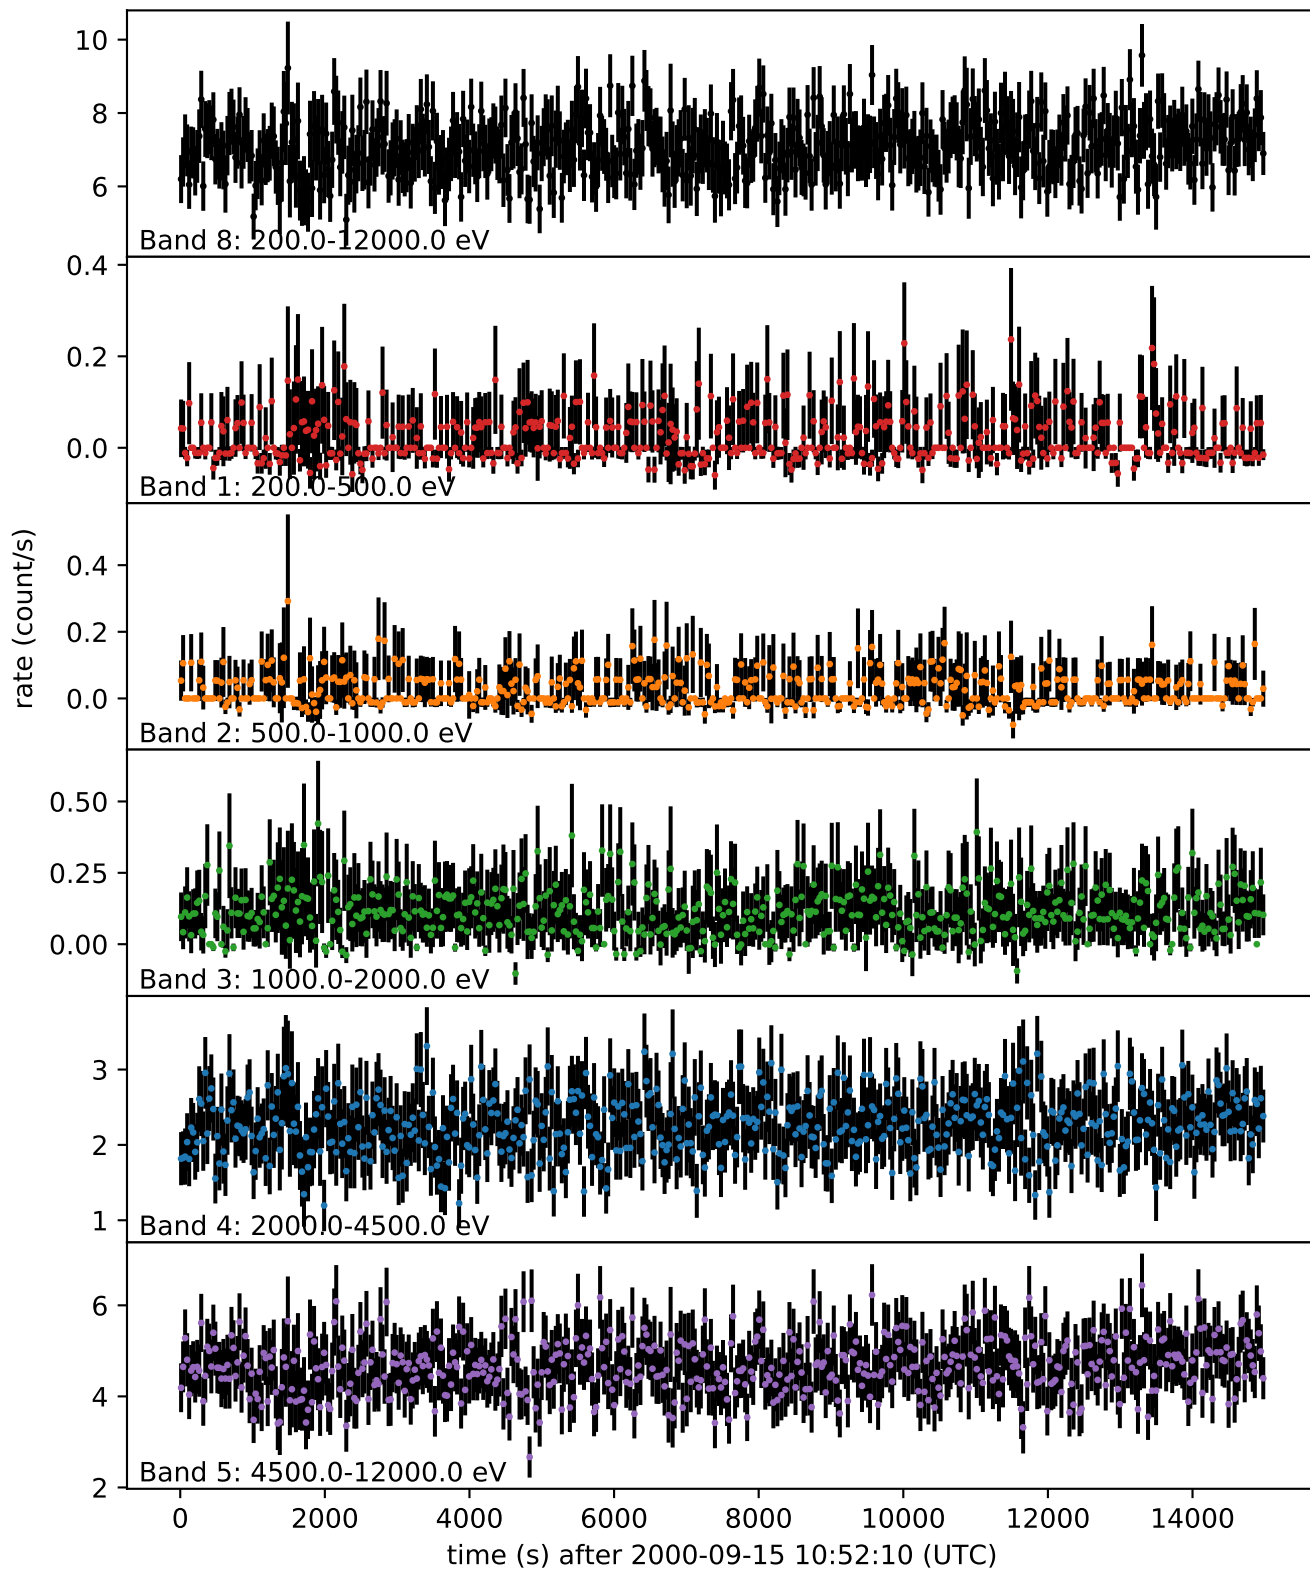 10
8
6
Band 8: 200.0-12000.0 eV
0.4
0.2
0.0
Band 1: 200.0-500.0 eV
rate (count/s)
0.4
0.2
0.0
Band 2: 500.0-1000.0 eV
0.50
0.25
0.00
Band 3: 1000.0-2000.0 eV
3
2
1
Band 4: 2000.0-4500.0 eV
6
4
2
Band 5: 4500.0-12000.0 eV
0 2000 4000 6000 8000 10000 12000 14000
time (s) after 2000-09-15 10:52:10 (UTC)